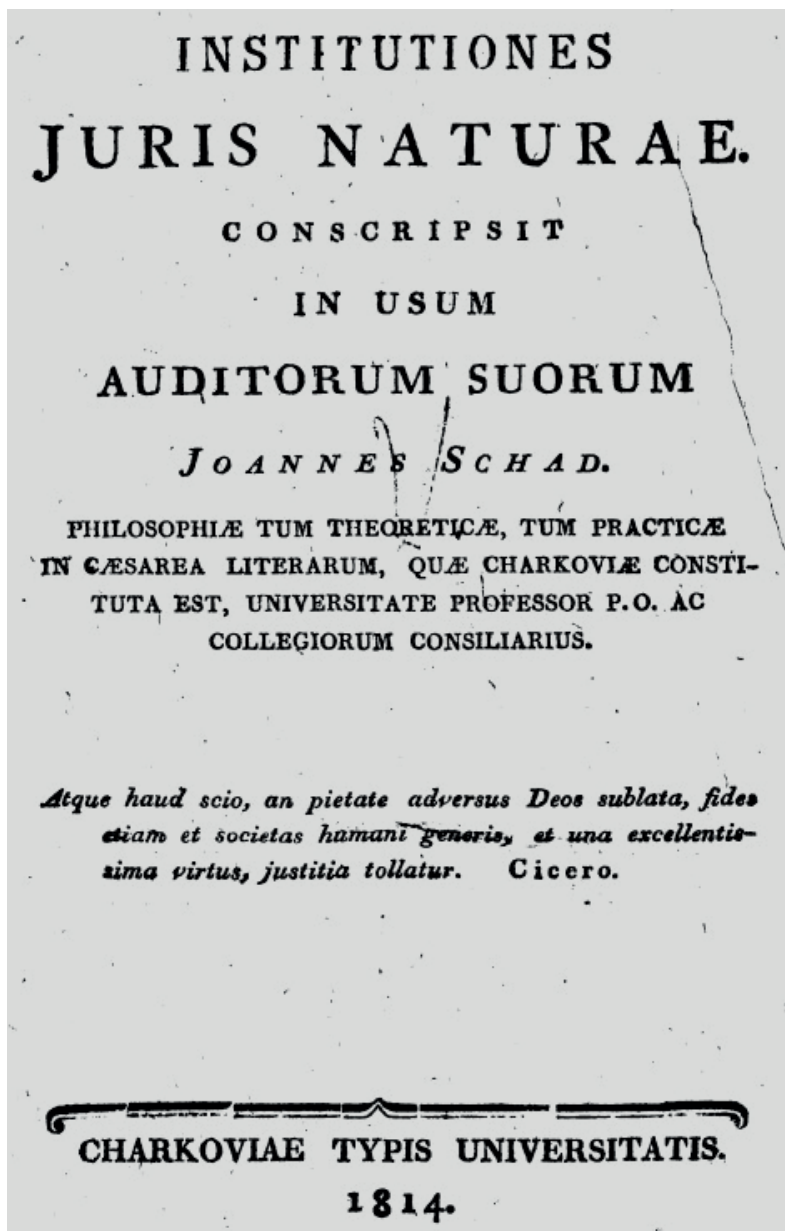 INSTITUTIONES
JURIS NATURAE.
CONSCRIPSIT
IN USUM
AUDITORUM SUORUM
JOANNES SCHAD.
PHILOSOPHIÆ TUM THEORETICÆ, TUM PRACTICÆ
IN CÆSAREA LITERARUM, QUÆ CHARKOVIÆ CONSTI-
TUTA EST, UNIVERSITATE PROFESSOR P.O. AC
COLLEGIORUM CONSILIARIUS.
Atque haud scio, an pietate adversus Deos sublata, fides
etiam et societas humani generis, et una excellentis-
sima virtus, justitia tollatur. Cicero.
CHARKOVIAE TYPIS UNIVERSITATIS.
1814.